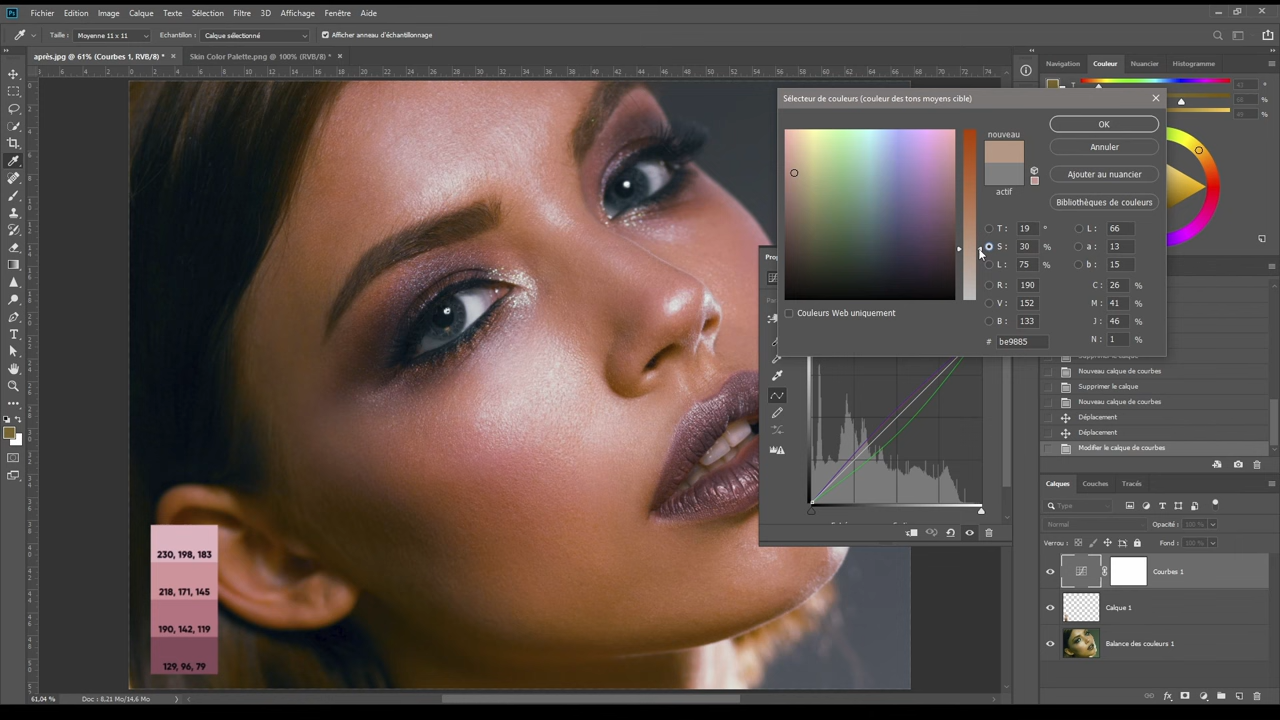 Ps Fichier Edition Image Calque Texte Sélection Filtre 3D Affichage Fenêtre Aide
Taille : Moyenne 11 x 11 Echantillon : Calque sélectionné Afficher anneau d'échantillonnage
après.jpg @ 61% (Courbes 1, RVB/8) * × Skin Color Palette.png @ 100% (RVB/8) * ×
Navigation Couleur Nuancier Histogramme
Sélecteur de couleurs (couleur des tons moyens cible)
nouveau
actif
OK
Annuler
Ajouter au nuancier
Bibliothèques de couleurs
T : 19 ° L : 66
S : 30 % a : 13
L : 75 % b : 15
R : 190 C : 26 %
V : 152 M : 41 %
B : 133 J : 46 %
# be9885 N : 1 %
Couleurs Web uniquement
Nouveau calque de courbes
Supprimer le calque
Nouveau calque de courbes
Déplacement
Déplacement
Modifier le calque de courbes
Calques Couches Tracés
Type
Normal Opacité : 100 %
Verrou : Fond : 100 %
Courbes 1
Calque 1
Balance des couleurs 1
230, 198, 183
218, 171, 145
190, 142, 119
129, 96, 79
61,04 % Doc : 8,21 Mo/14,6 Mo